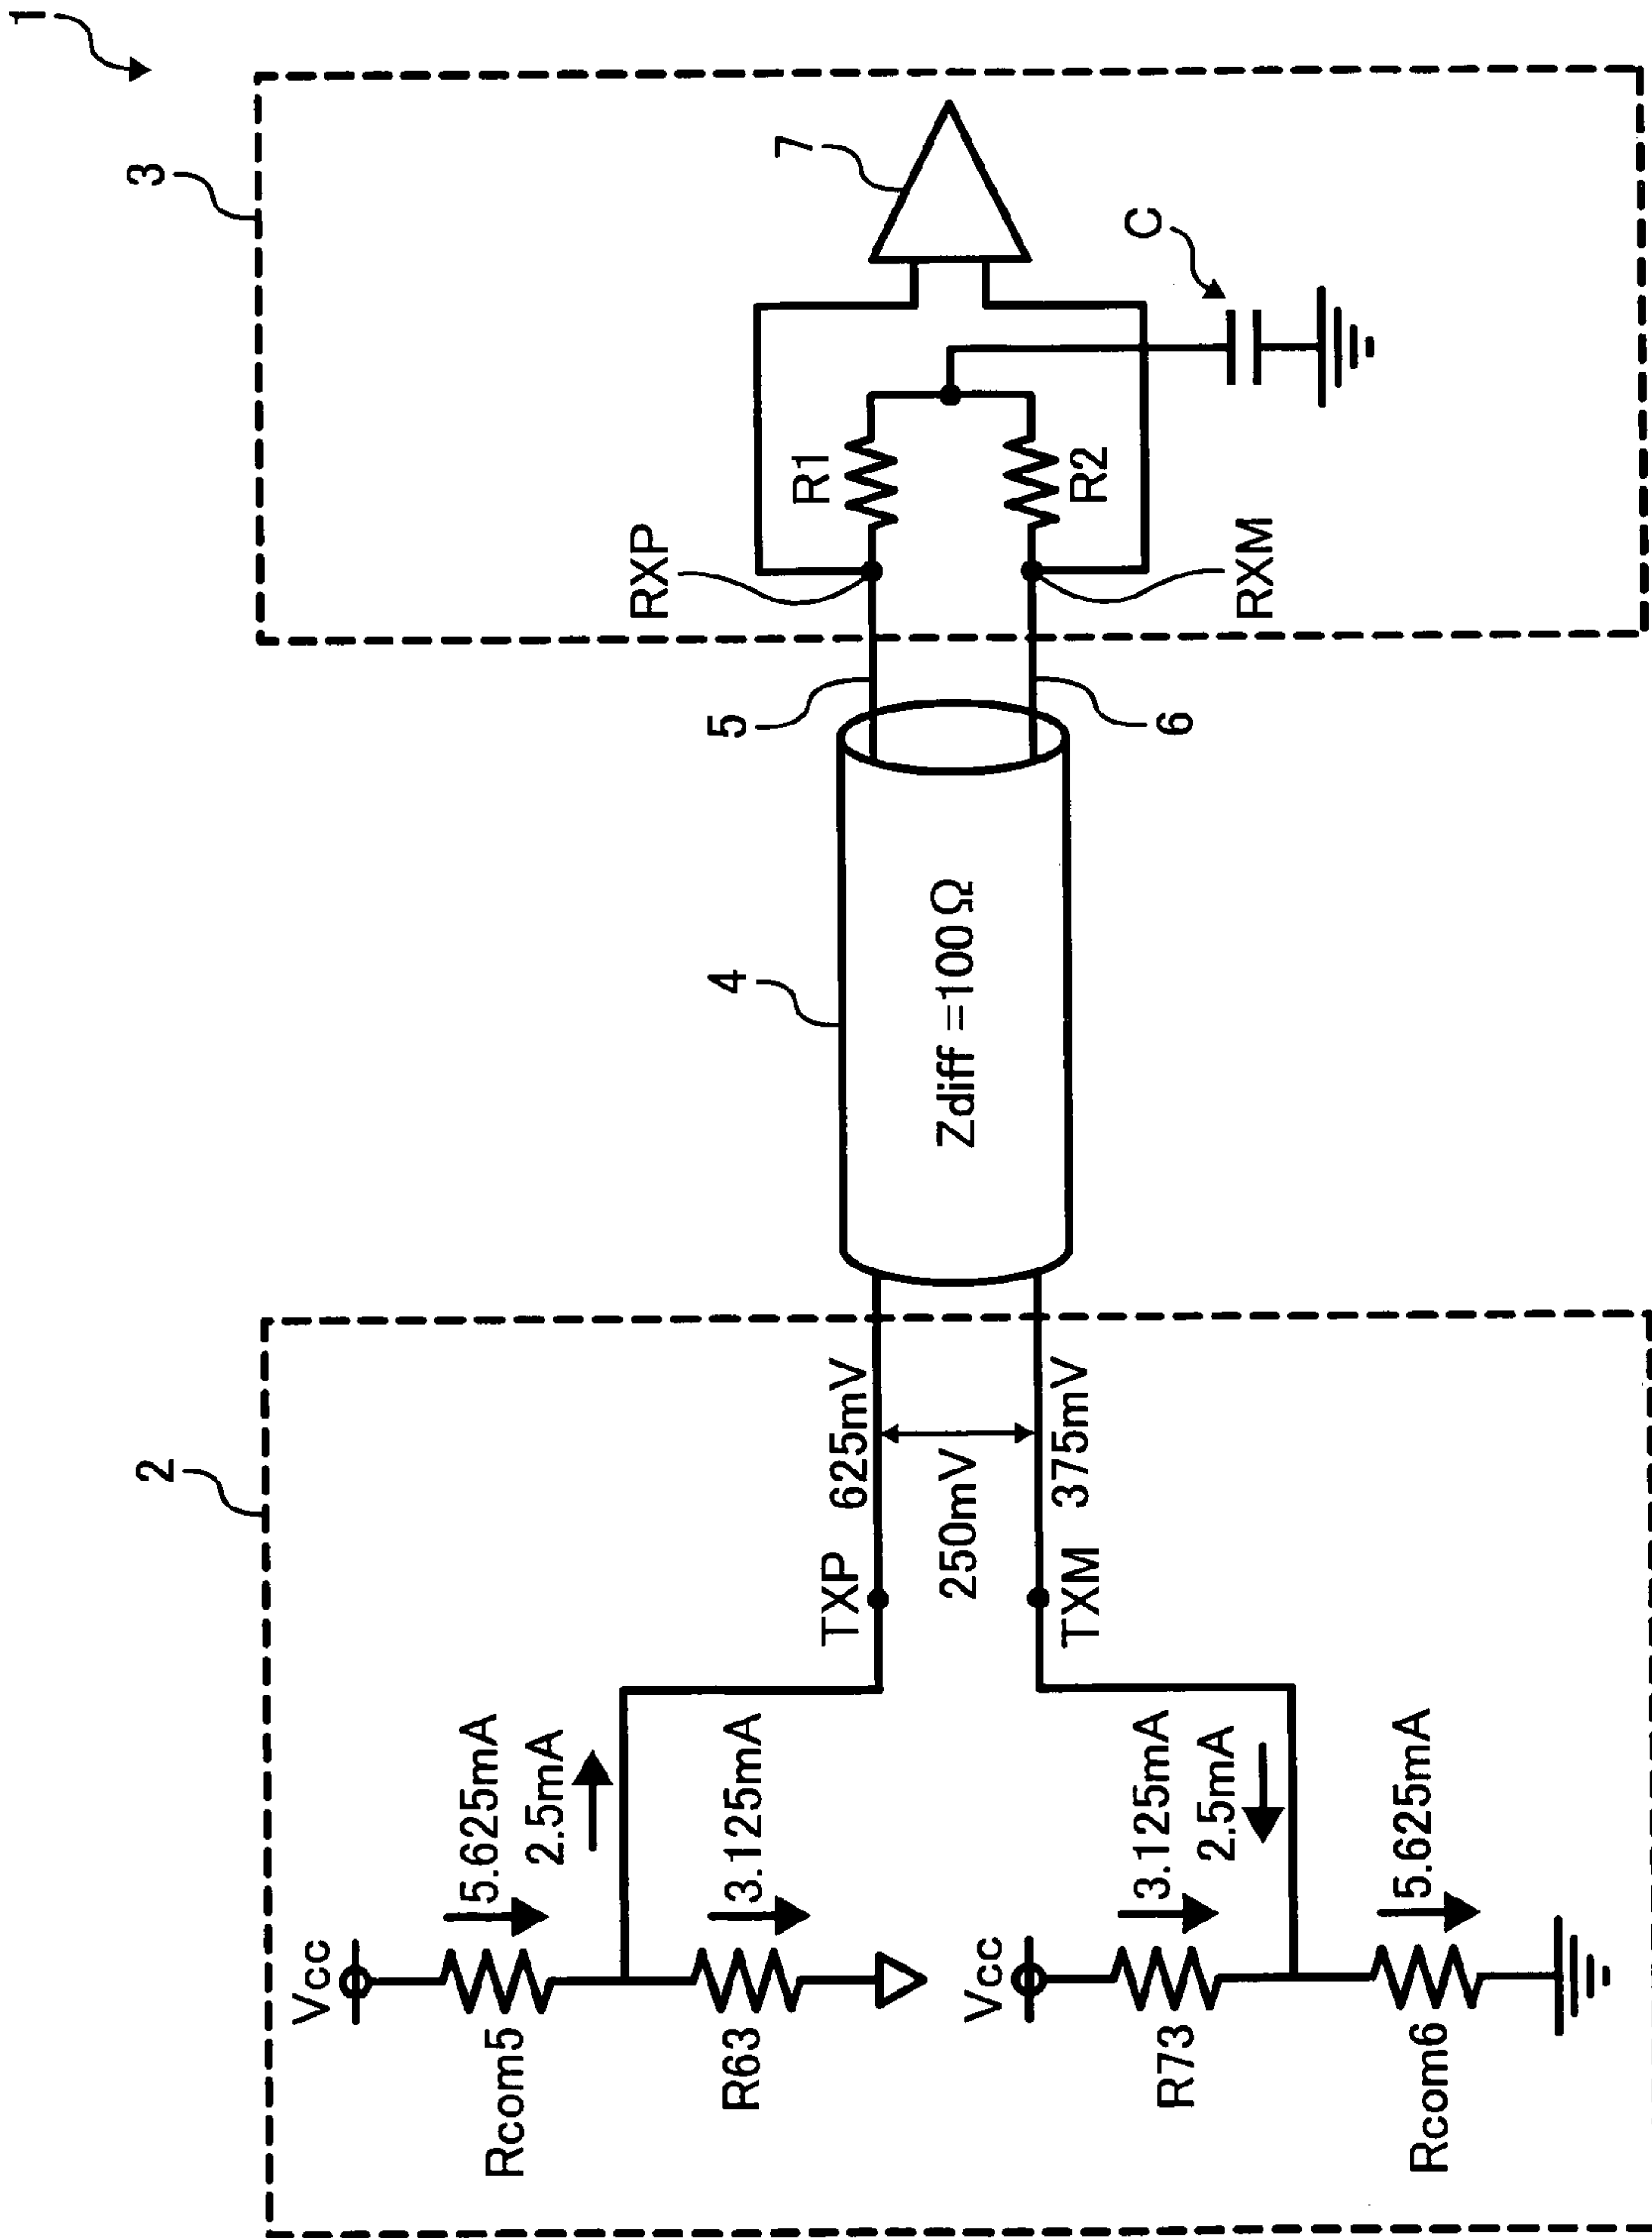 1
2
3
Vcc
Rcom5
5.625mA
2.5mA
R63
3.125mA
TXP
625mV
250mV
TXM
375mV
Vcc
R73
3.125mA
2.5mA
Rcom6
5.625mA
4
Zdiff =100Ω
5
6
RXP
RXM
R1
R2
7
C